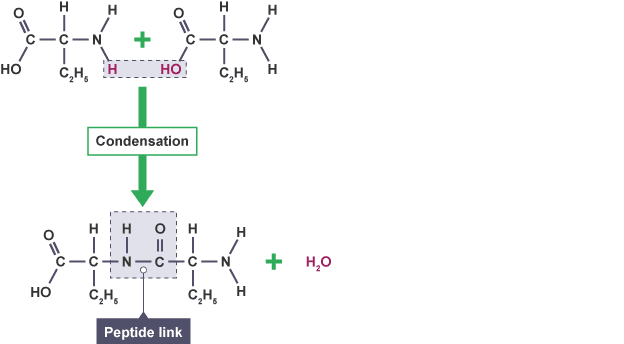 O H H O H H
C C N + C C N
HO C₂H₅ H HO C₂H₅ H
Condensation
H H O H H
O C C N C C N + H₂O
HO C₂H₅ C₂H₅ H
Peptide link